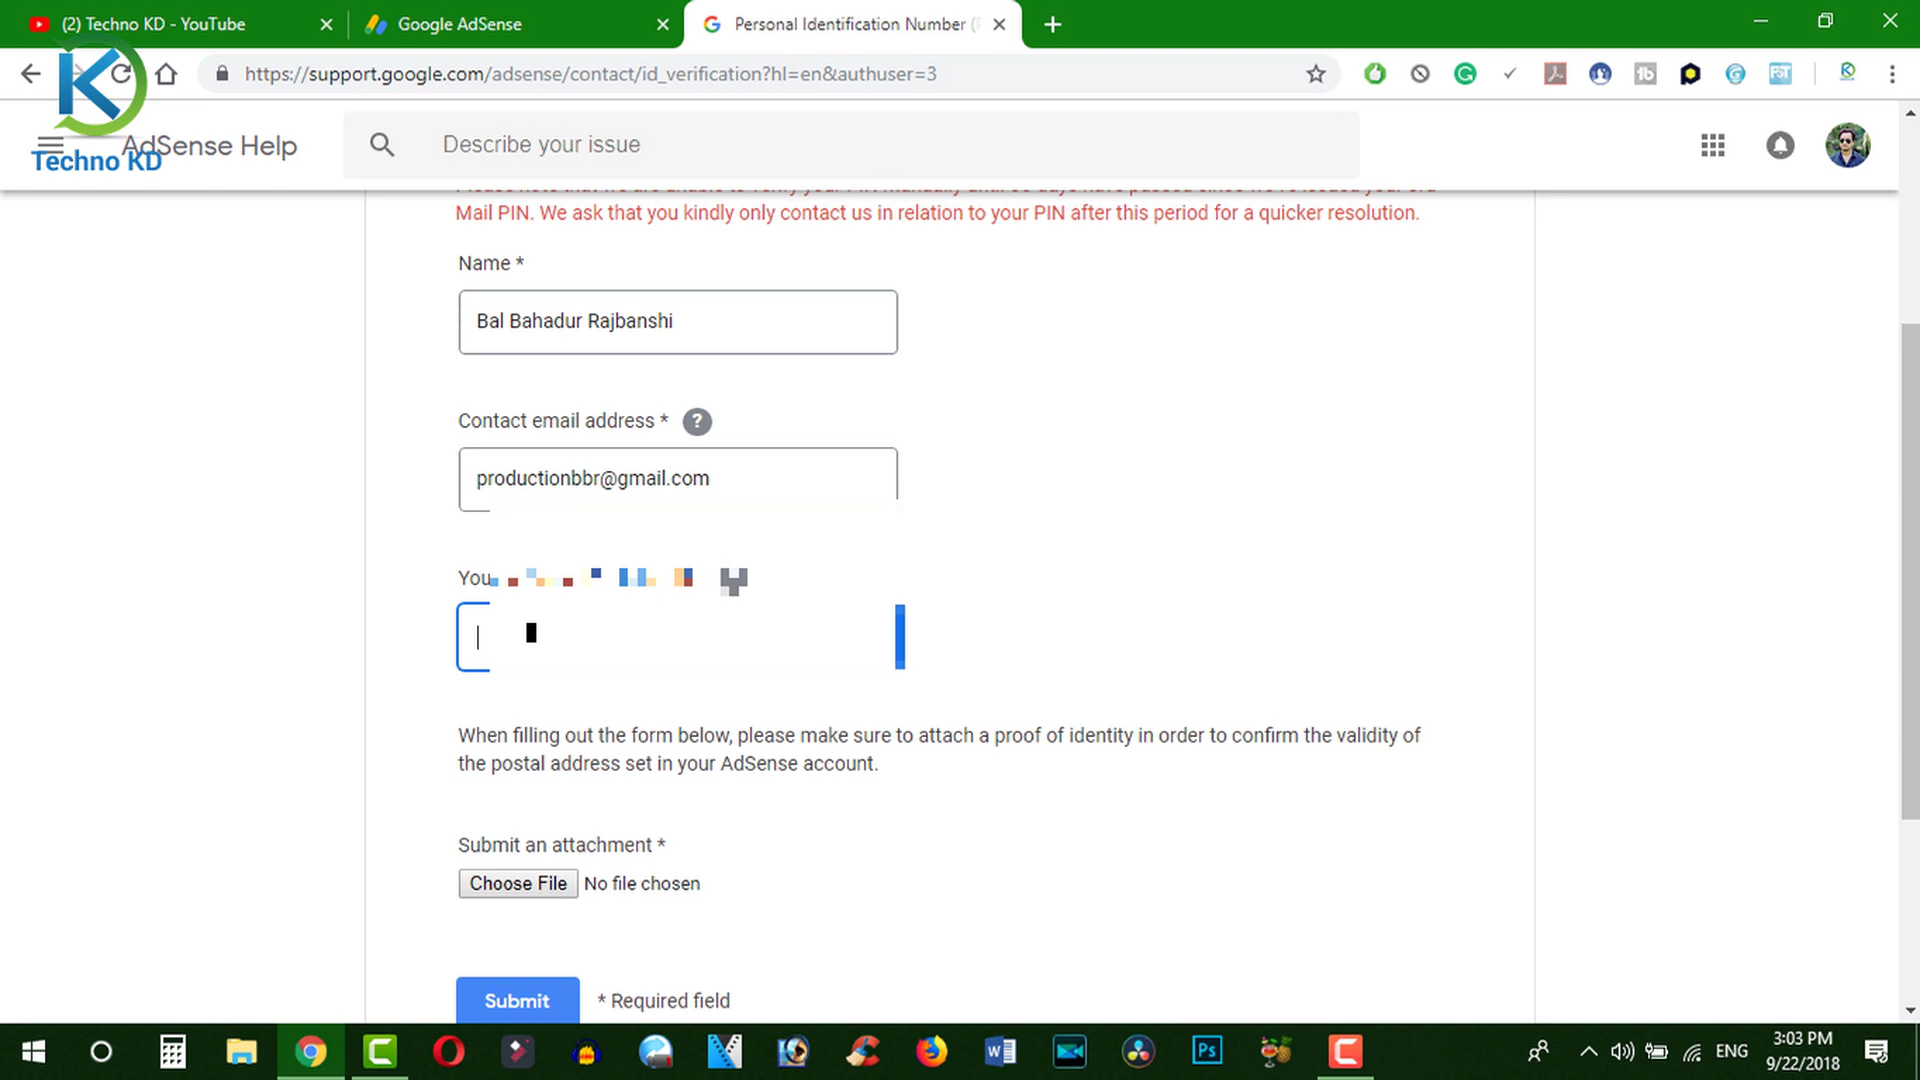 (2) Techno KD - YouTube
Google AdSense
Personal Identification Number (
https://support.google.com/adsense/contact/id_verification?hl=en&authuser=3
Techno KD
AdSense Help
Describe your issue
Mail PIN. We ask that you kindly only contact us in relation to your PIN after this period for a quicker resolution.
Name *
Bal Bahadur Rajbanshi
Contact email address * ?
productionbbr@gmail.com
You
When filling out the form below, please make sure to attach a proof of identity in order to confirm the validity of
the postal address set in your AdSense account.
Submit an attachment *
Choose File No file chosen
Submit * Required field
Ps
ENG
3:03 PM
9/22/2018